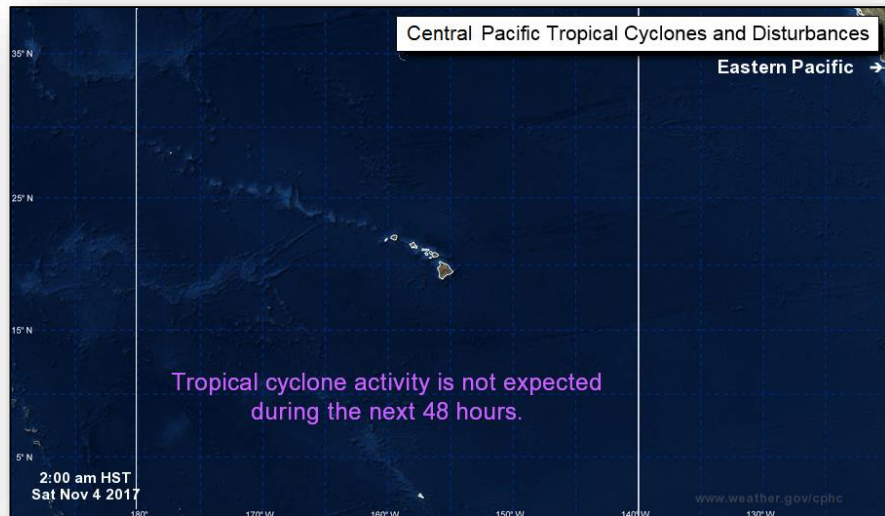 Central Pacific Tropical Cyclones and Disturbances
35° N
Eastern Pacific →
25° N
15° N
Tropical cyclone activity is not expected
during the next 48 hours.
5° N
2:00 am HST
Sat Nov 4 2017
www.weather.gov/cphc
180° 170° W 160° W 150° W 140° W 130° W